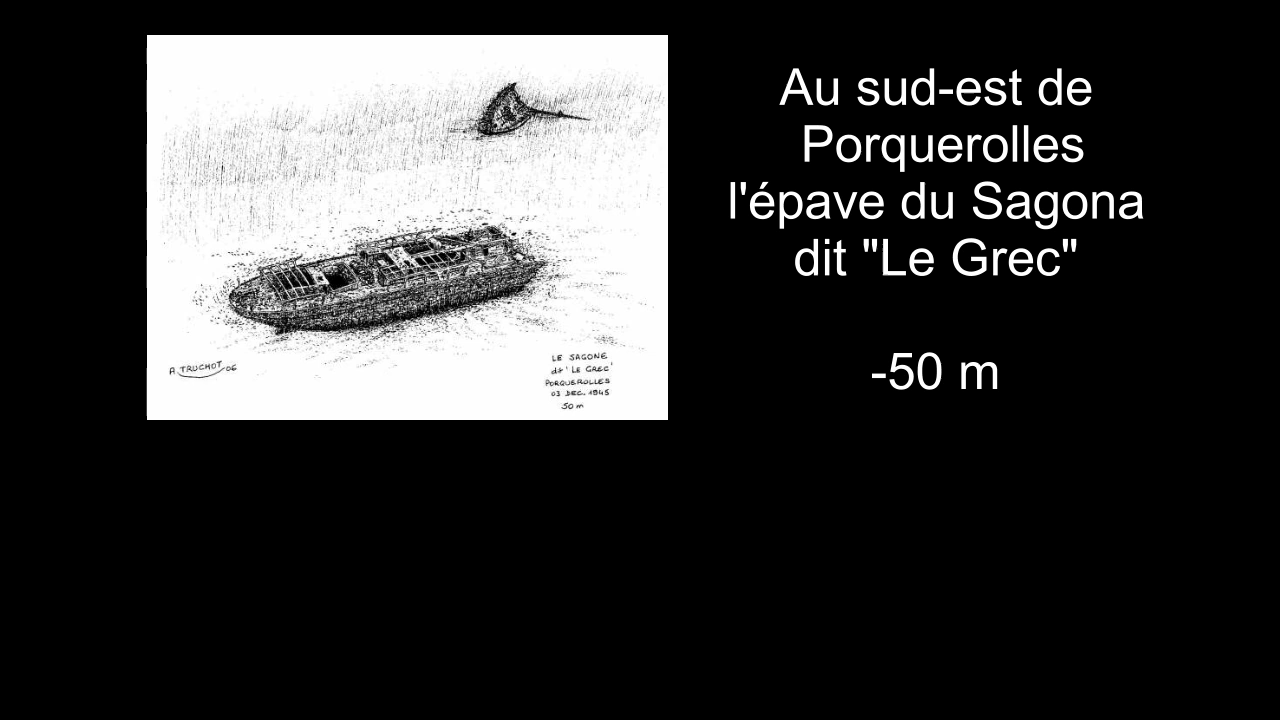 Au sud-est de
Porquerolles
l'épave du Sagona
dit "Le Grec"
-50 m
A. TRUCHOT 06
LE SAGONE
dit 'LE GREC'
PORQUEROLLES
03 DEC. 1945
50 m